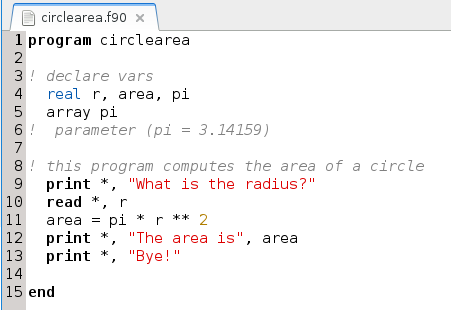 circlearea.f90
1 program circlearea
2
3 ! declare vars
4   real r, area, pi
5   array pi
6 !  parameter (pi = 3.14159)
7
8 ! this program computes the area of a circle
9   print *, "What is the radius?"
10   read *, r
11   area = pi * r ** 2
12   print *, "The area is", area
13   print *, "Bye!"
14
15 end